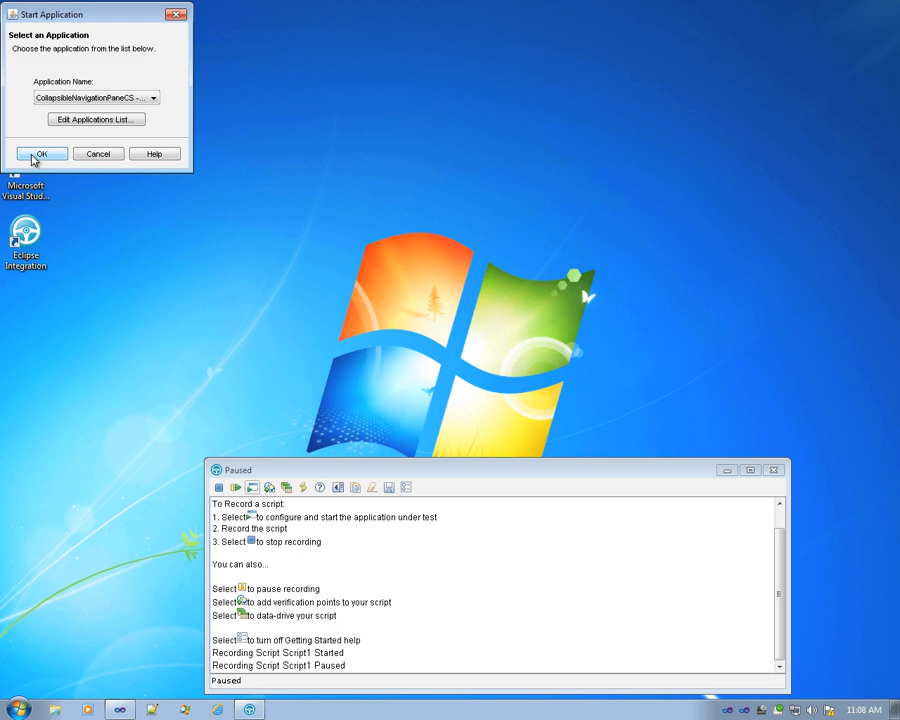 Start Application
Select an Application
Choose the application from the list below.
Application Name:
CollapsibleNavigationPaneCS -...
Edit Applications List...
OK
Cancel
Help
Microsoft
Visual Stud...
Eclipse
Integration
Paused
To Record a script:
1. Select to configure and start the application under test
2. Record the script
3. Select to stop recording
You can also...
Select to pause recording
Select to add verification points to your script
Select to data-drive your script
Select to turn off Getting Started help
Recording Script Script1 Started
Recording Script Script1 Paused
Paused
11:08 AM